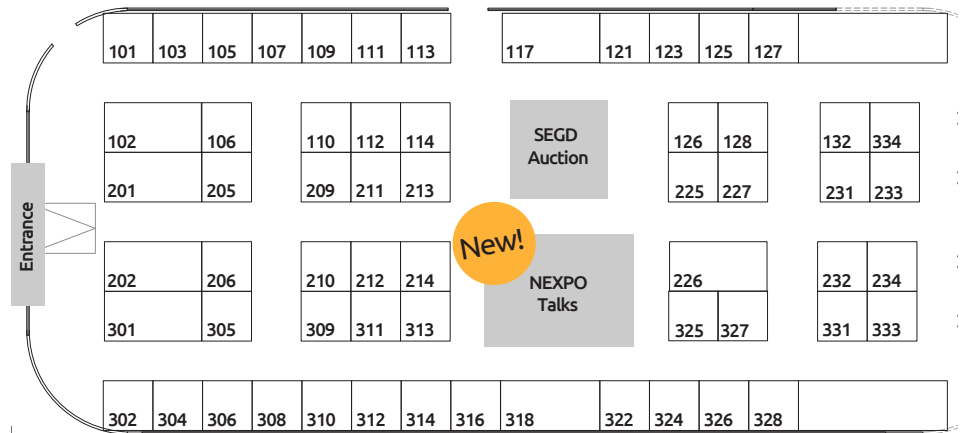 101 103 105 107 109 111 113 117 121 123 125 127
102 106 110 112 114 SEGD 126 128 132 334
Auction
201 205 209 211 213 225 227 231 233
Entrance
New!
202 206 210 212 214 NEXPO 226 232 234
Talks
301 305 309 311 313 325 327 331 333
302 304 306 308 310 312 314 316 318 322 324 326 328